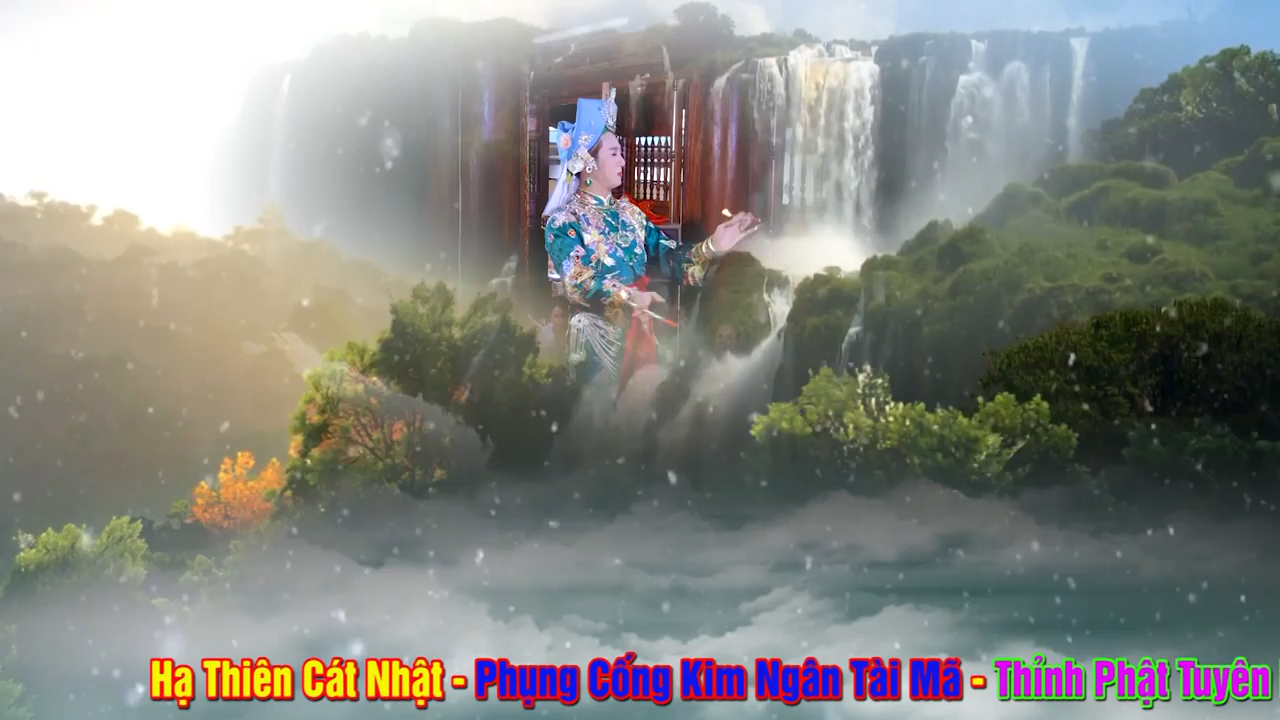 Hạ Thiên Cát Nhật - Phụng Cống Kim Ngân Tài Mã - Thỉnh Phật Tuyên